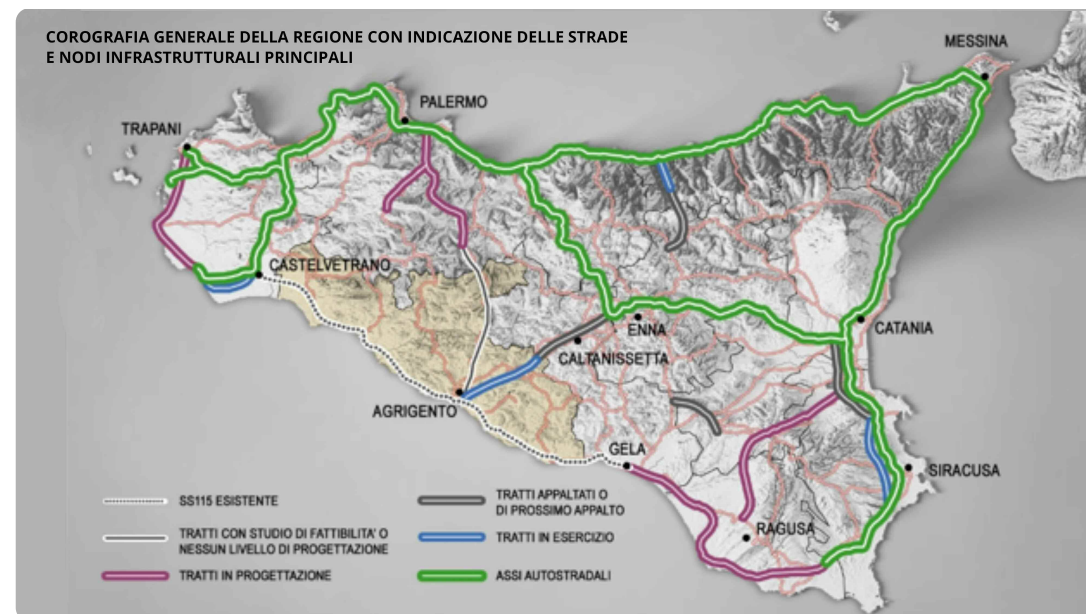 COROGRAFIA GENERALE DELLA REGIONE CON INDICAZIONE DELLE STRADE
E NODI INFRASTRUTTURALI PRINCIPALI
MESSINA
PALERMO
TRAPANI
CASTELVETRANO
ENNA
CATANIA
CALTANISSETTA
AGRIGENTO
GELA
SIRACUSA
RAGUSA
SS115 ESISTENTE
TRATTI CON STUDIO DI FATTIBILITA' O
NESSUN LIVELLO DI PROGETTAZIONE
TRATTI IN PROGETTAZIONE
TRATTI APPALTATI O
DI PROSSIMO APPALTO
TRATTI IN ESERCIZIO
ASSI AUTOSTRADALI